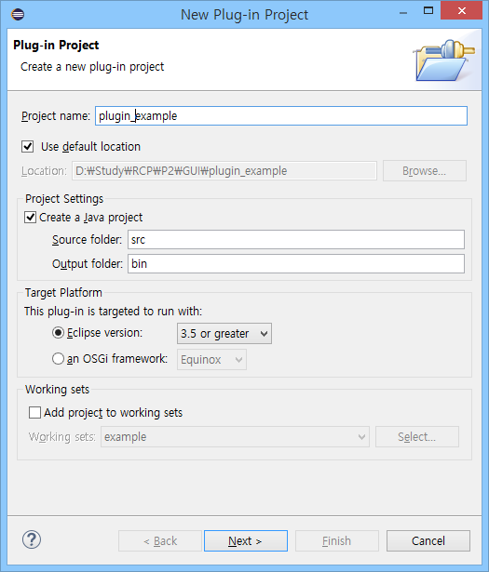 New Plug-in Project
Plug-in Project
Create a new plug-in project
Project name: plugin_example
Use default location
Location: D:₩Study₩RCP₩P2₩GUI₩plugin_example Browse...
Project Settings
Create a Java project
Source folder: src
Output folder: bin
Target Platform
This plug-in is targeted to run with:
Eclipse version: 3.5 or greater
an OSGi framework: Equinox
Working sets
Add project to working sets
Working sets: example Select...
? < Back Next > Finish Cancel